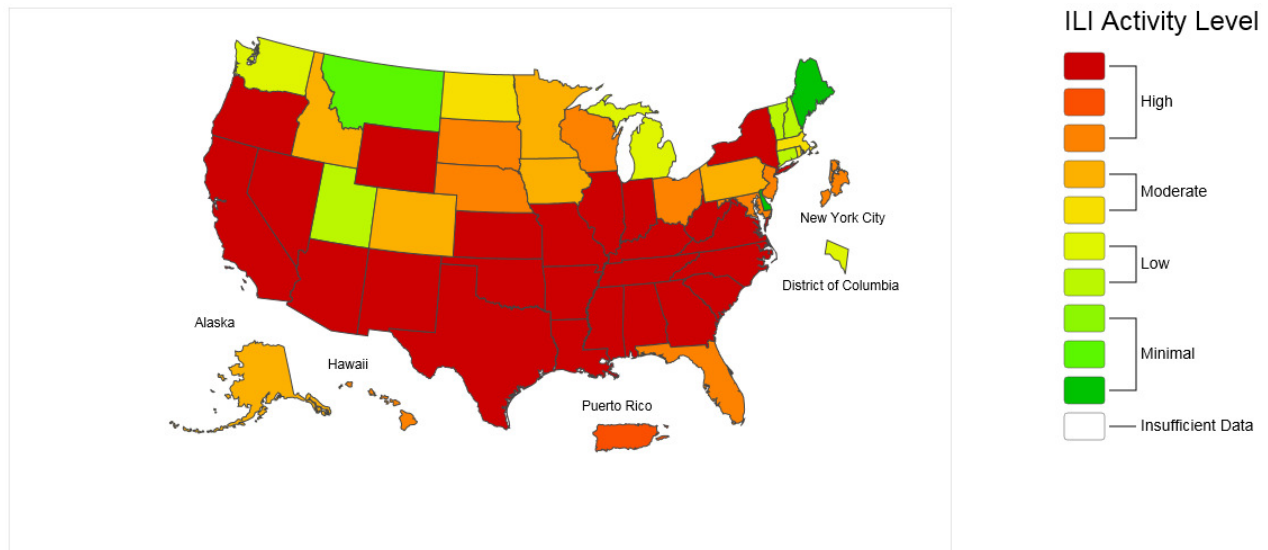 ILI Activity Level
High
Moderate
New York City
Low
District of Columbia
Alaska
Minimal
Hawaii
Puerto Rico
Insufficient Data